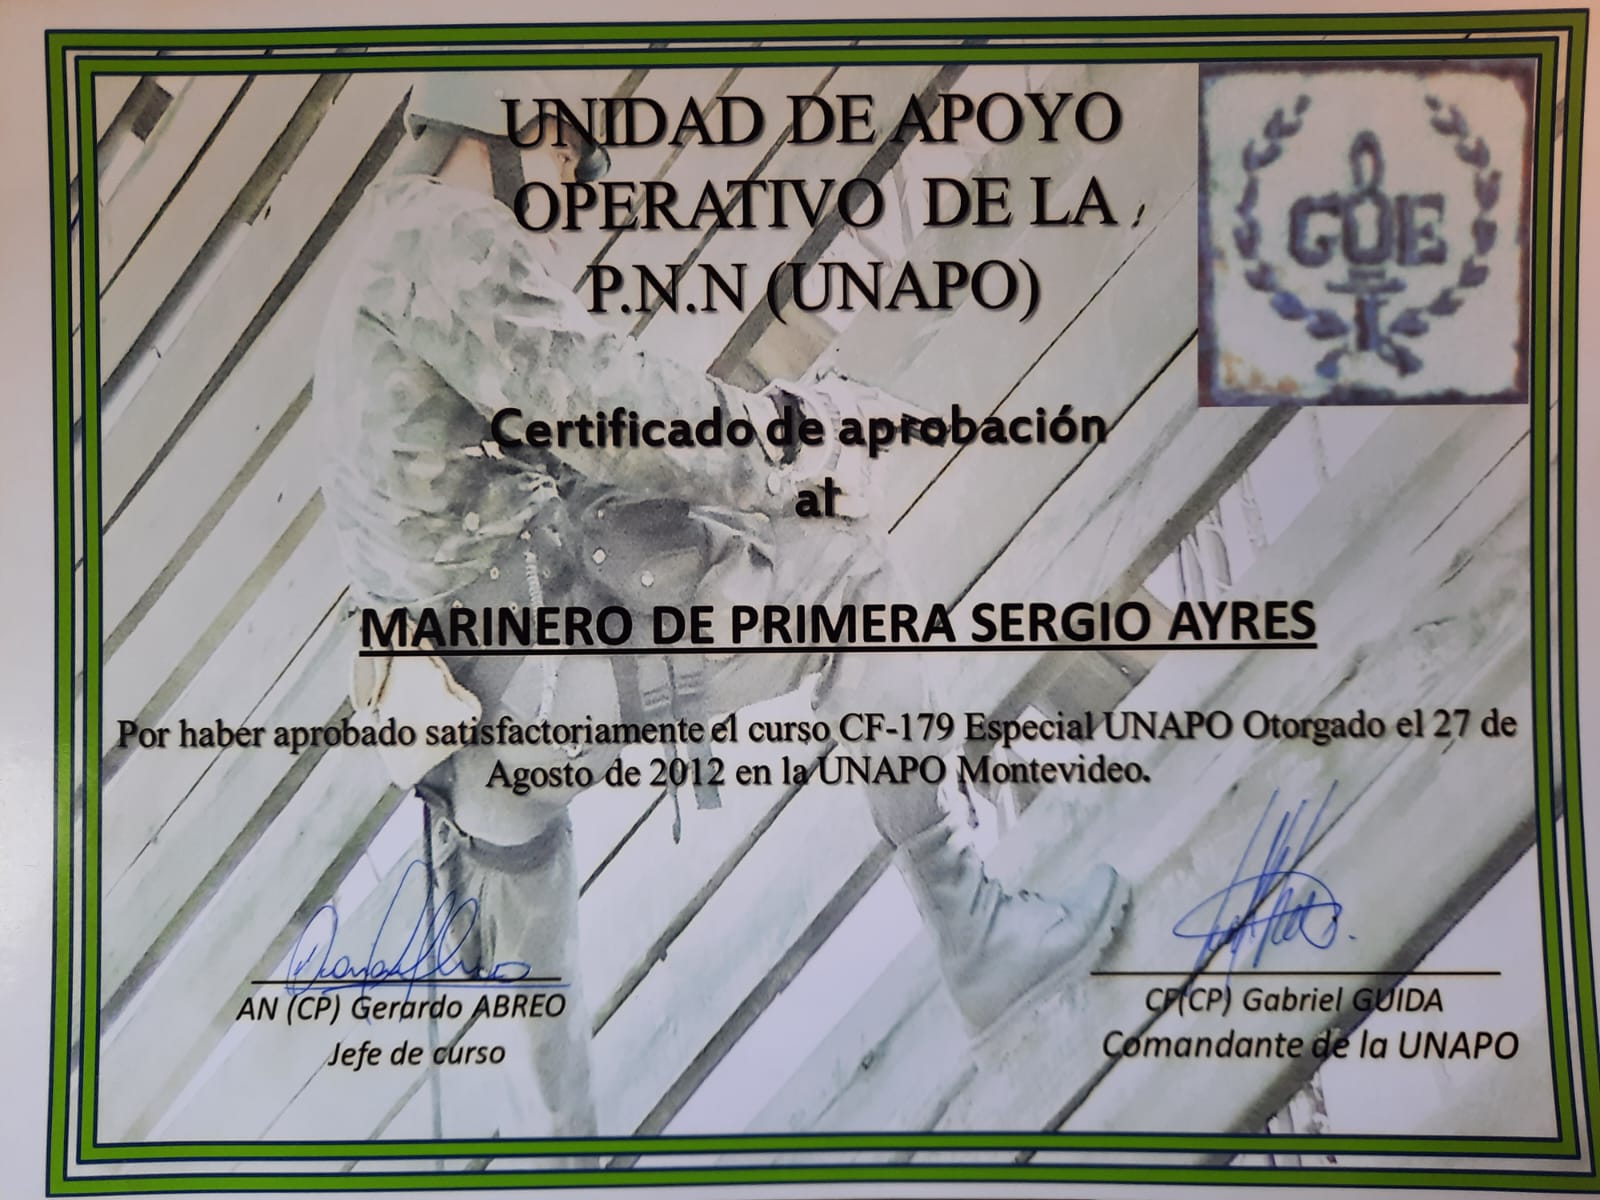 UNIDAD DE APOYO
OPERATIVO DE LA
P.N.N (UNAPO)
GOE
Certificado de aprobación
al
MARINERO DE PRIMERA SERGIO AYRES
Por haber aprobado satisfactoriamente el curso CF-179 Especial UNAPO Otorgado el 27 de
Agosto de 2012 en la UNAPO Montevideo.
AN (CP) Gerardo ABREO
Jefe de curso
CF(CP) Gabriel GUIDA
Comandante de la UNAPO